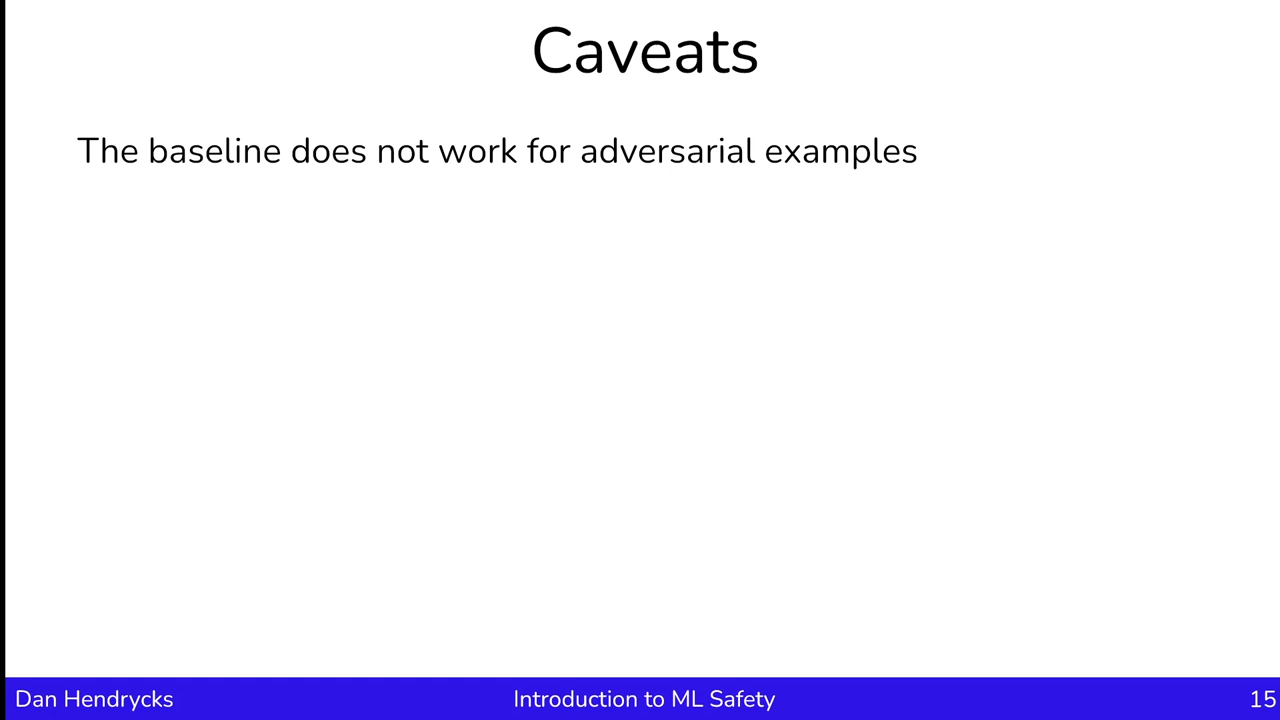 Caveats
The baseline does not work for adversarial examples
Dan Hendrycks
Introduction to ML Safety
15